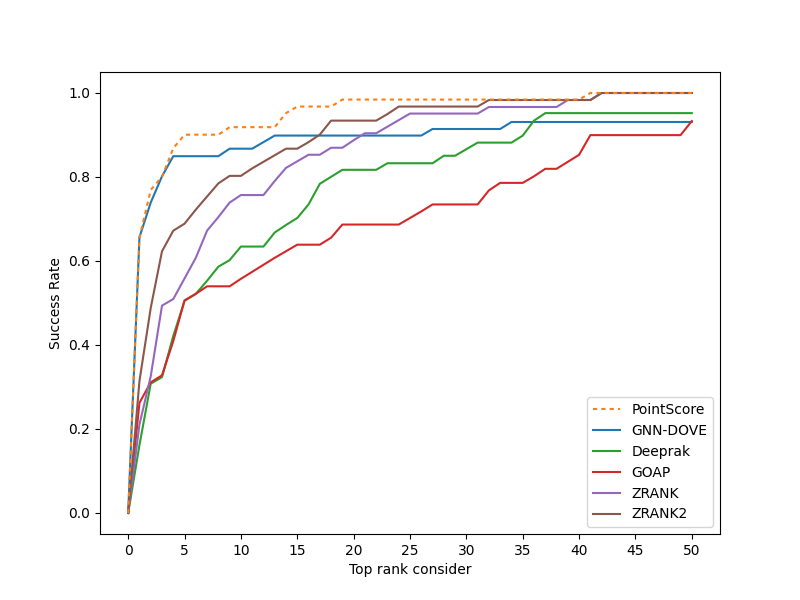 1.0
0.8
0.6
0.4
0.2
0.0
Success Rate
0 5 10 15 20 25 30 35 40 45 50
Top rank consider
PointScore
GNN-DOVE
Deeprak
GOAP
ZRANK
ZRANK2